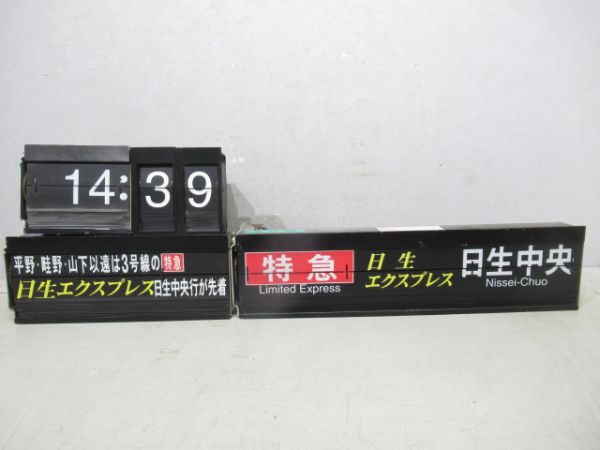 14:39
平野・畦野・山下以遠は3号線の特急
日生エクスプレス日生中央行が先着
特急
Limited Express
日生
エクスプレス
日生中央
Nissei-Chuo